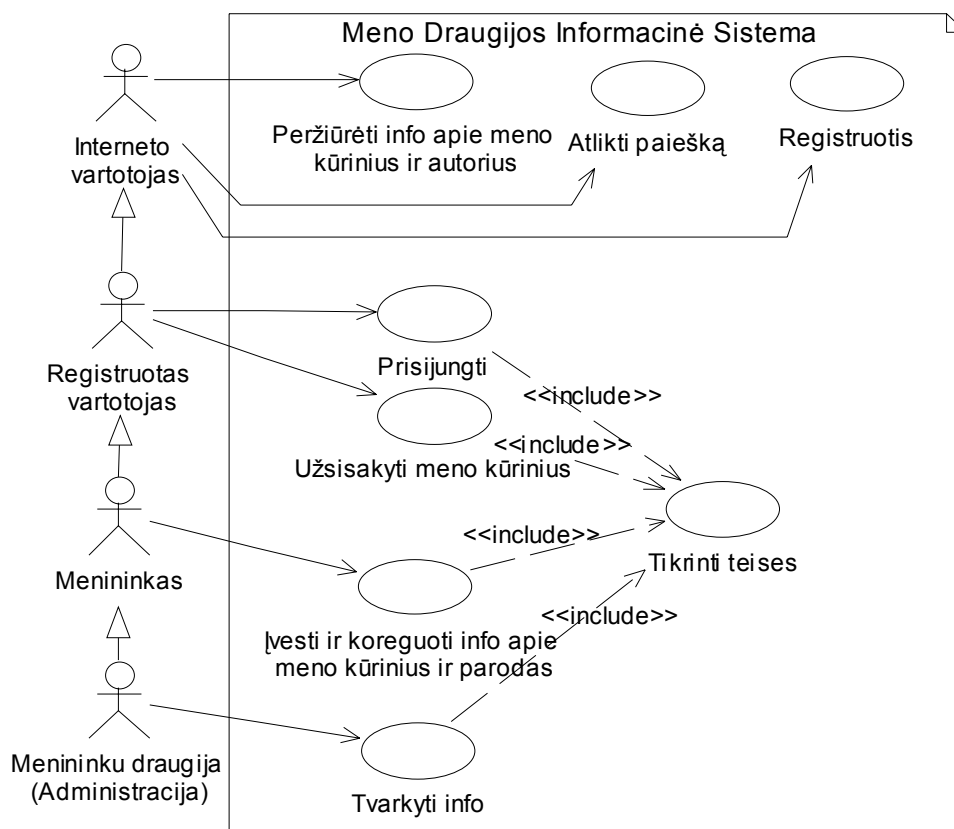 Meno Draugijos Informacinė Sistema
Interneto
vartotojas
Peržiūrėti info apie meno
kūrinius ir autorius
Atlikti paiešką
Registruotis
Registruotas
vartotojas
Prisijungti
<<include>>
<<include>>
Užsisakyti meno kūrinius
Menininkas
<<include>>
Tikrinti teises
Įvesti ir koreguoti info apie
meno kūrinius ir parodas
<<include>>
Menininku draugija
(Administracija)
Tvarkyti info